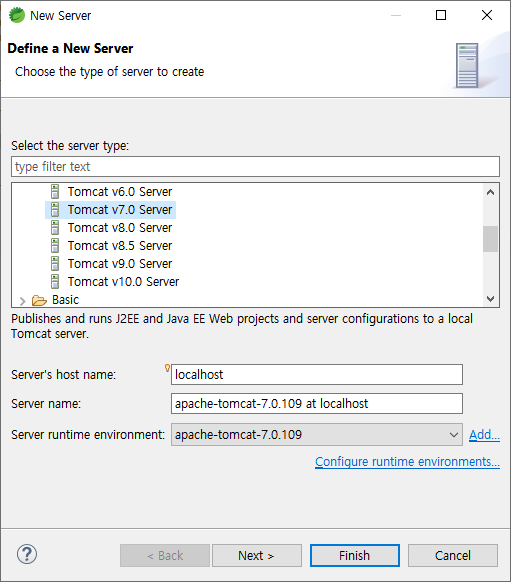 New Server
Define a New Server
Choose the type of server to create
Select the server type:
type filter text
Tomcat v6.0 Server
Tomcat v7.0 Server
Tomcat v8.0 Server
Tomcat v8.5 Server
Tomcat v9.0 Server
Tomcat v10.0 Server
Basic
Publishes and runs J2EE and Java EE Web projects and server configurations to a local
Tomcat server.
Server's host name: localhost
Server name: apache-tomcat-7.0.109 at localhost
Server runtime environment: apache-tomcat-7.0.109 Add...
Configure runtime environments...
? < Back Next > Finish Cancel